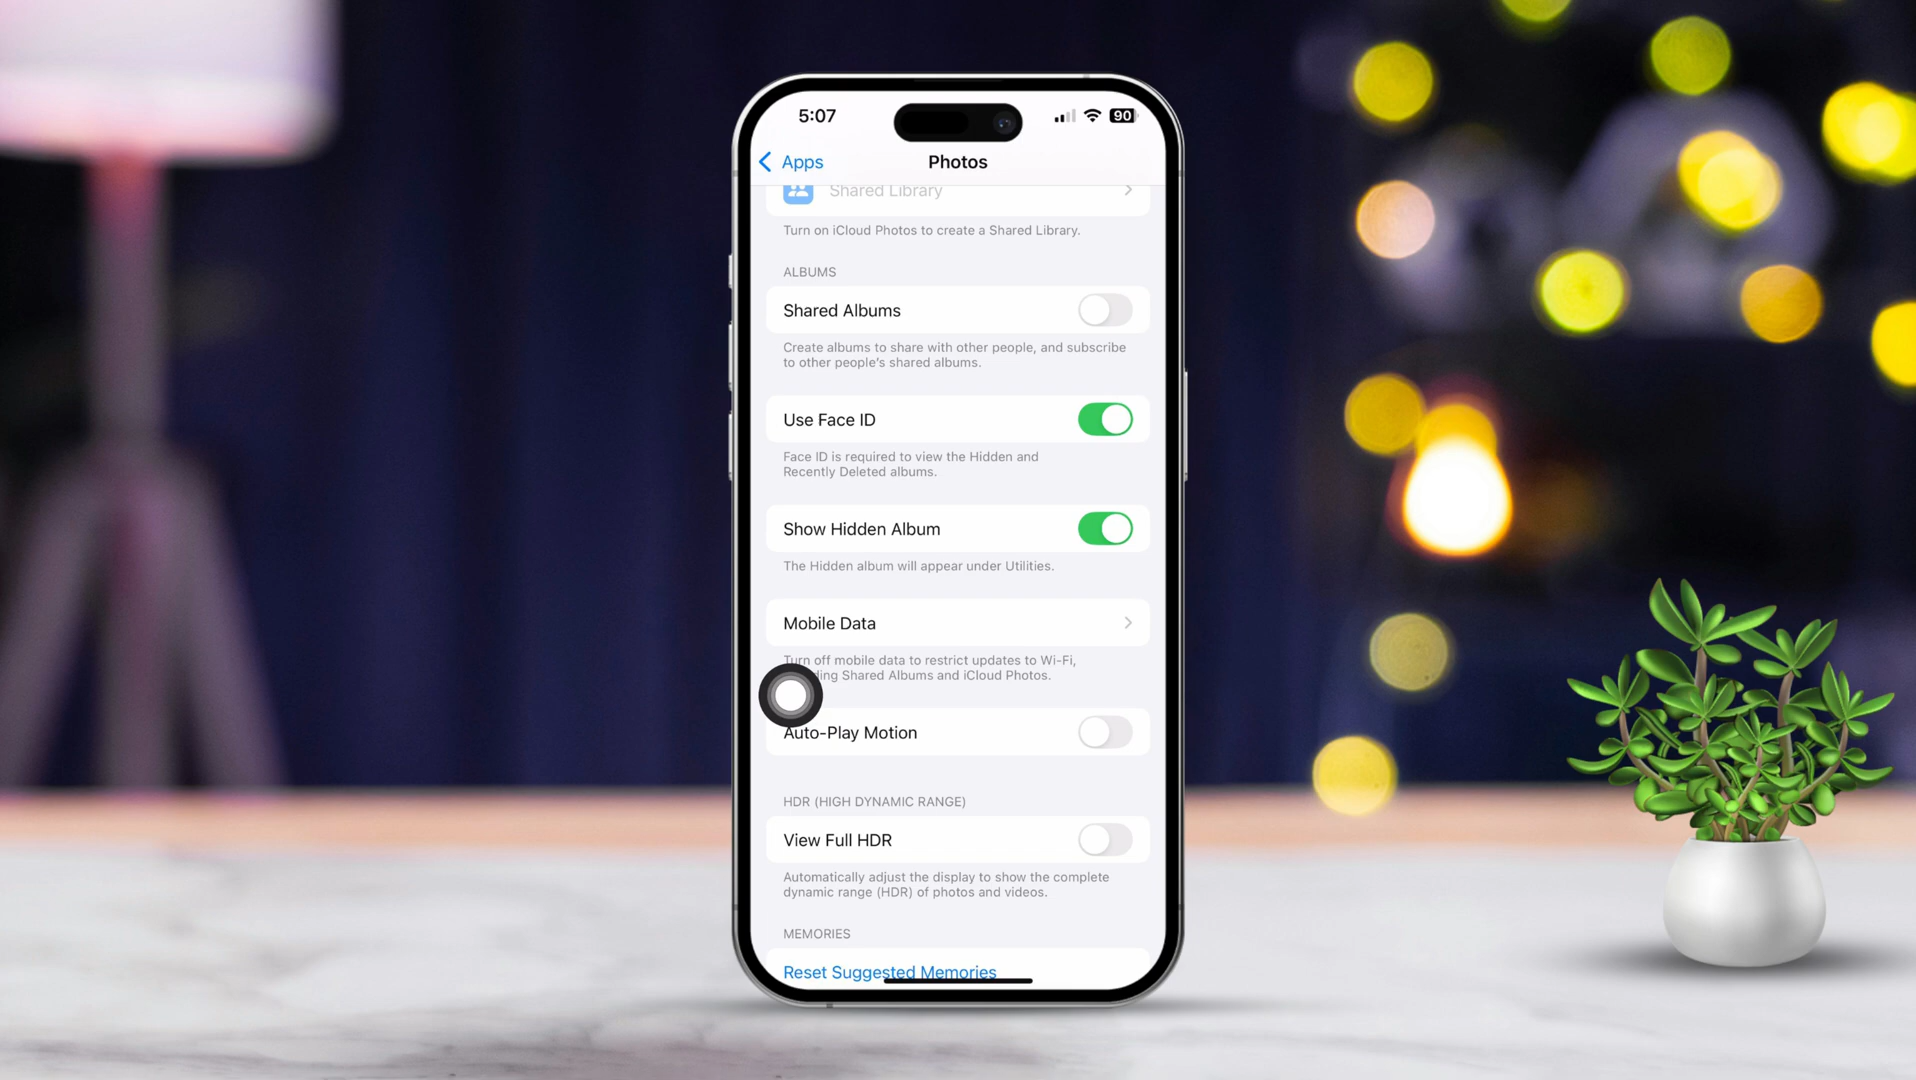 5:07
90
Apps
Photos
Shared Library
Turn on iCloud Photos to create a Shared Library.
ALBUMS
Shared Albums
Create albums to share with other people, and subscribe
to other people's shared albums.
Use Face ID
Face ID is required to view the Hidden and
Recently Deleted albums.
Show Hidden Album
The Hidden album will appear under Utilities.
Mobile Data
Turn off mobile data to restrict updates to Wi-Fi,
Shared Albums and iCloud Photos.
Auto-Play Motion
HDR (HIGH DYNAMIC RANGE)
View Full HDR
Automatically adjust the display to show the complete
dynamic range (HDR) of photos and videos.
MEMORIES
Reset Suggested Memories